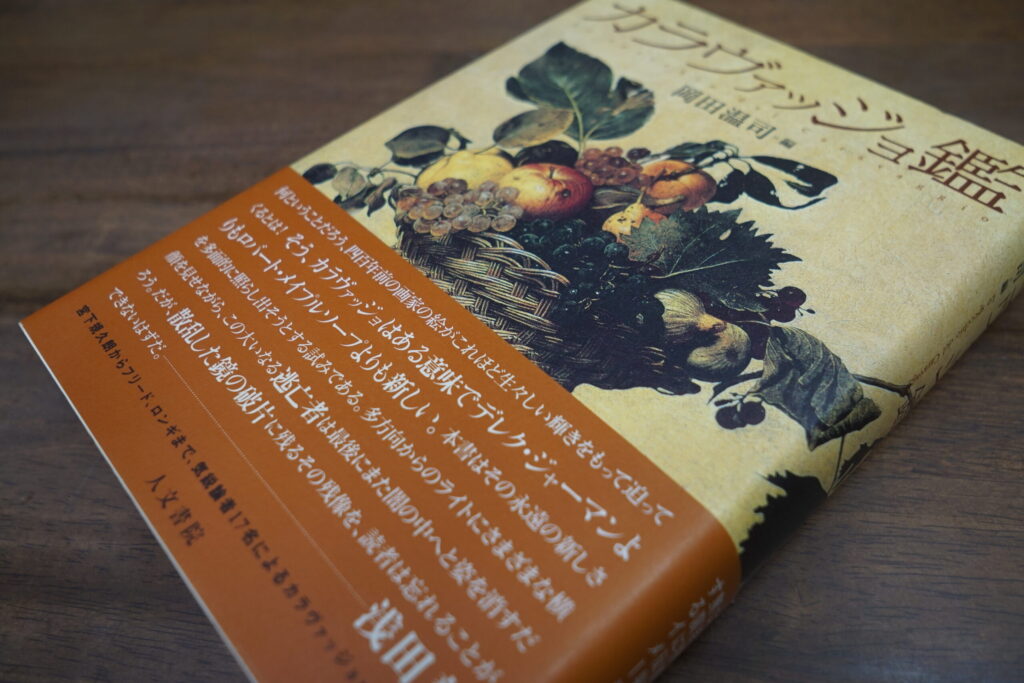 カラヴァッジョ鑑
岡田温司 編
何ということだろう、四百年前の画家の絵がこれほど生々しい輝きをもって迫って
くるとは！ そう、カラヴァッジョはある意味でデレク・ジャーマンよ
りもロバート・メイプルソープよりも新しい。本書はその永遠の新しさ
を多面的に照らし出そうとする試みである。多方向からのライトにさまざまな横
顔を見せながら、この大いなる逃亡者は最後にまた闇の中へと姿を消すだ
ろう。だが、散乱した鏡の破片に残るその残像を、読者は忘れることが
できないはずだ。
浅田
宮下規久朗からフリード、ロンギまで、気鋭論者17名によるカラヴァッジョ
人文書院